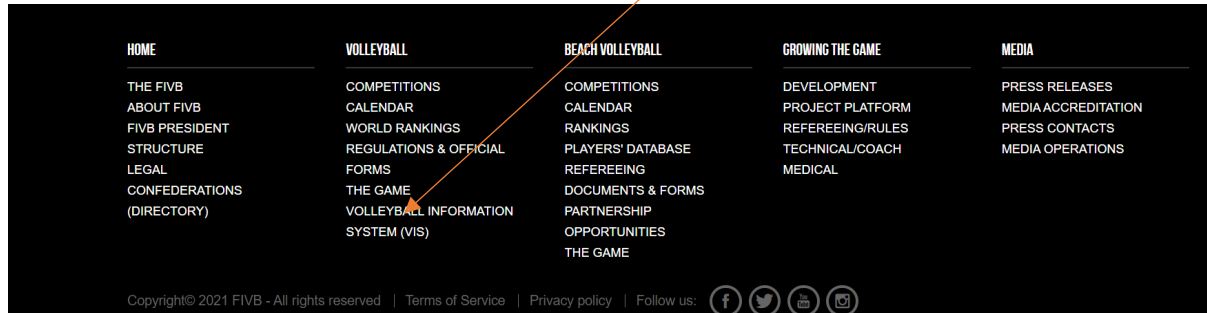 HOME
THE FIVB
ABOUT FIVB
FIVB PRESIDENT
STRUCTURE
LEGAL
CONFEDERATIONS
(DIRECTORY)
VOLLEYBALL
COMPETITIONS
CALENDAR
WORLD RANKINGS
REGULATIONS & OFFICIAL
FORMS
THE GAME
VOLLEYBALL INFORMATION
SYSTEM (VIS)
BEACH VOLLEYBALL
COMPETITIONS
CALENDAR
RANKINGS
PLAYERS' DATABASE
REFEREEING
DOCUMENTS & FORMS
PARTNERSHIP
OPPORTUNITIES
THE GAME
GROWING THE GAME
DEVELOPMENT
PROJECT PLATFORM
REFEREEING/RULES
TECHNICAL/COACH
MEDICAL
MEDIA
PRESS RELEASES
MEDIA ACCREDITATION
PRESS CONTACTS
MEDIA OPERATIONS
Copyright© 2021 FIVB - All rights reserved | Terms of Service | Privacy policy | Follow us:
You
Tube